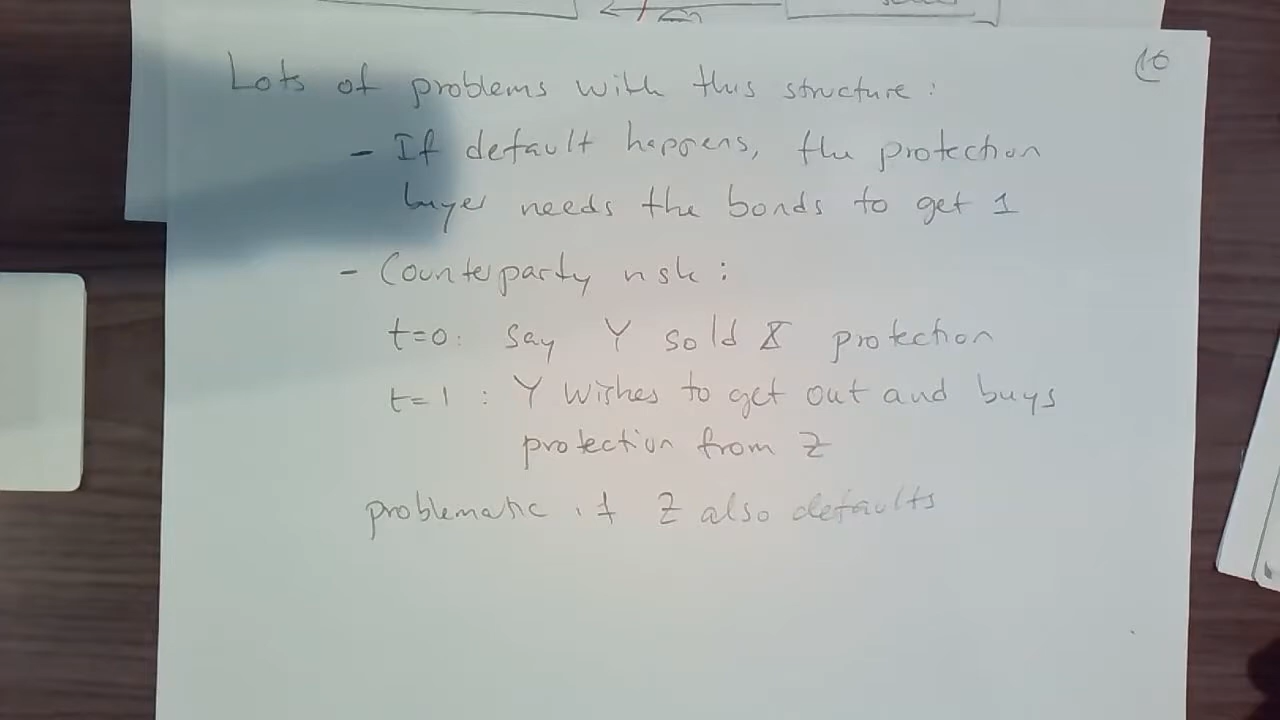 (10
Lots of problems with this structure :
- If default happens, the protection
buyer needs the bonds to get 1
- Counterparty risk :
t=0 : say Y sold X protection
t=1 : Y wishes to get out and buys
protection from Z
problematic if Z also defaults